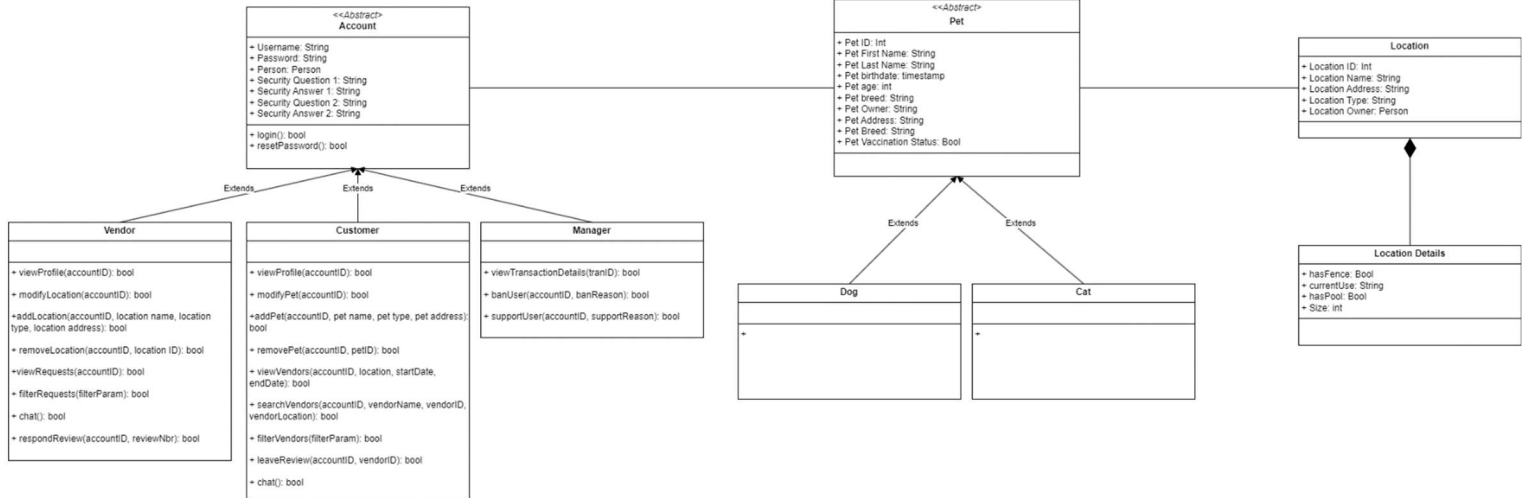 <<Abstract>>
Account
+ Username: String
+ Password: String
+ Person: Person
+ Security Question 1: String
+ Security Answer 1: String
+ Security Question 2: String
+ Security Answer 2: String
+ login(): bool
+ resetPassword(): bool
Extends
Extends
Extends
Vendor
+ viewProfile(accountID): bool
+ modifyLocation(accountID): bool
+addLocation(accountID, location name, location
type, location address): bool
+ removeLocation(accountID, location ID): bool
+viewRequests(accountID): bool
+ filterRequests(filterParam): bool
+ chat(): bool
+ respondReview(accountID, reviewNbr): bool
Customer
+ viewProfile(accountID): bool
+ modifyPet(accountID): bool
+addPet(accountID, pet name, pet type, pet address):
bool
+ removePet(accountID, petID): bool
+ viewVendors(accountID, location, startDate,
endDate): bool
+ searchVendors(accountID, vendorName, vendorID,
vendorLocation): bool
+ filterVendors(filterParam): bool
+ leaveReview(accountID, vendorID): bool
+ chat(): bool
Manager
+ viewTransactionDetails(tranID): bool
+ banUser(accountID, banReason): bool
+ supportUser(accountID, supportReason): bool
<<Abstract>>
Pet
+ Pet ID: Int
+ Pet First Name: String
+ Pet Last Name: String
+ Pet birthdate: timestamp
+ Pet age: int
+ Pet breed: String
+ Pet Owner: String
+ Pet Address: String
+ Pet Breed: String
+ Pet Vaccination Status: Bool
Extends
Extends
Dog
+
Cat
+
Location
+ Location ID: Int
+ Location Name: String
+ Location Address: String
+ Location Type: String
+ Location Owner: Person
Location Details
+ hasFence: Bool
+ currentUse: String
+ hasPool: Bool
+ Size: int